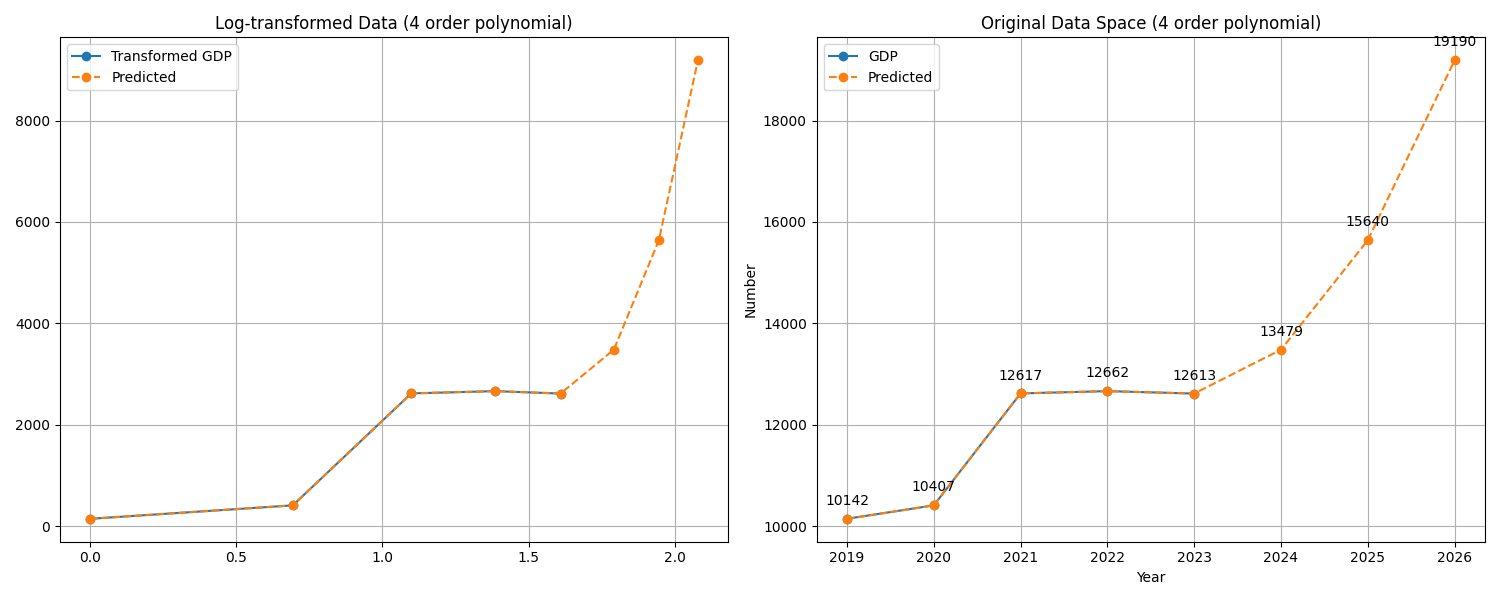 Log-transformed Data (4 order polynomial)
Transformed GDP
Predicted
8000
6000
4000
2000
0
0.0 0.5 1.0 1.5 2.0
Original Data Space (4 order polynomial)
GDP
Predicted
Number
18000
16000
14000
12000
10000
10142
10407
12617
12662
12613
13479
15640
19190
2019 2020 2021 2022 2023 2024 2025 2026
Year